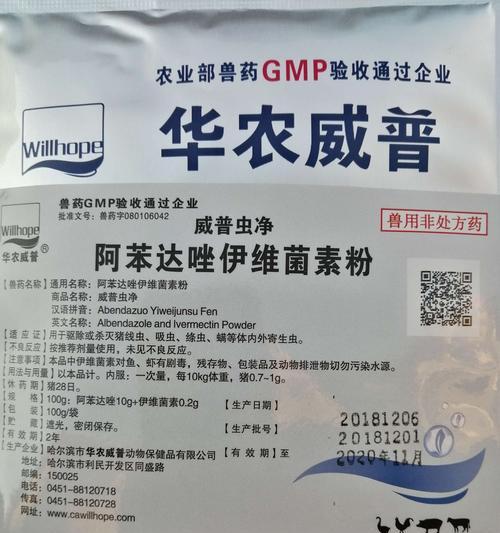 农业部兽药GMP验收通过企业
Willhope
华农威普
兽药GMP验收通过企业
批准文号：兽药字080106042
Willhope
华农威普®
威普虫净
兽用非处方药
阿苯达唑伊维菌素粉
【兽药名称】通用名称：阿苯达唑伊维菌素粉
商品名称：威普虫净
汉语拼音：Abendazuo Yiweijunsu Fen
英文名称：Albendazole and Ivermectin Powder
【适应证】用于驱除或杀灭猪线虫、吸虫、绦虫、螨等体内外寄生虫。
【不良反应】按推荐剂量使用，未见不良反应。
【注意事项】本品中伊维菌素对鱼、虾有剧毒，残存物、包装品及动物排泄物切勿污染水源。
【用法与用量】以本品计。内服：一次量，每10kg体重，猪0.7~1g。
【休药期】猪28日。
【规格】100g：阿苯达唑10g+伊维菌素0.2g
【包装】100g/袋
【贮藏】遮光，密闭保存。
【有效期】2年
【生产日期】20181206
【生产批号】20181201
【有效期至】2020年11月
【生产企业】哈尔滨市华农威普动物保健品有限公司
地址：哈尔滨市利民开发区同盛路
邮编：150025
电话：0451-88120718
传真：0451-88120728
网址：www.cawillhope.com